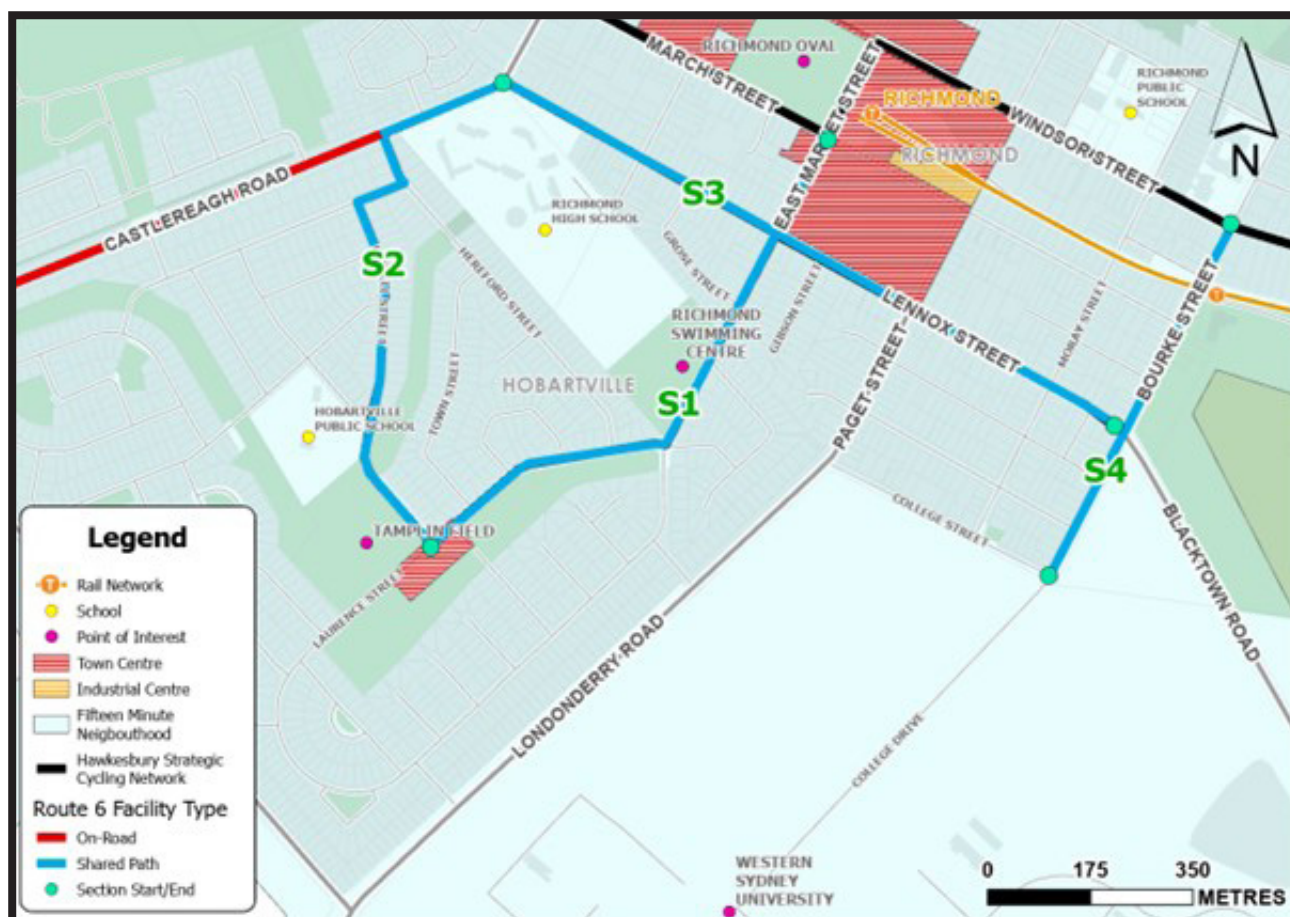 RICHMOND OVAL
MARCH STREET
EAST MARKET STREET
RICHMOND
RICHMOND
WINDSOR STREET
RICHMOND
PUBLIC
SCHOOL
N
CASTLEREAGH ROAD
S3
RICHMOND
HIGH SCHOOL
S2
HEREFORD STREET
GROSE STREET
GIBSON STREET
RICHMOND
SWIMMING
CENTRE
LENNOX STREET
MORAY STREET
BOURKE STREET
HOBARTVILLE
TOWN STREET
S1
PAGET STREET
HOBARTVILLE
PUBLIC SCHOOL
S4
COLLEGE STREET
BLACKTOWN ROAD
TAMPLIN FIELD
LAURENCE STREET
LONDONDERRY ROAD
COLLEGE DRIVE
WESTERN
SYDNEY
UNIVERSITY
Legend
T Rail Network
School
Point of Interest
Town Centre
Industrial Centre
Fifteen Minute
Neigbouthood
Hawkesbury Strategic
Cycling Network
Route 6 Facility Type
On-Road
Shared Path
Section Start/End
0 175 350
METRES